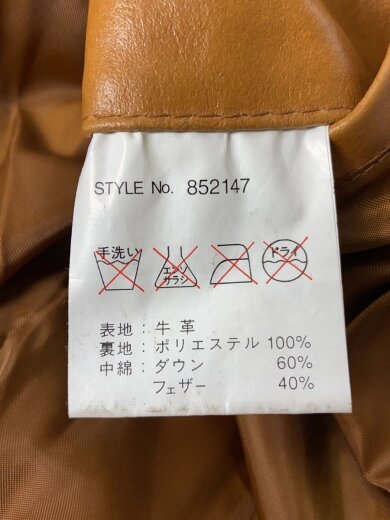 STYLE No. 852147
手洗い エンソサラシ ドライ
表地 : 牛 革
裏地 : ポリエステル 100%
中綿 : ダウン 60%
フェザー 40%